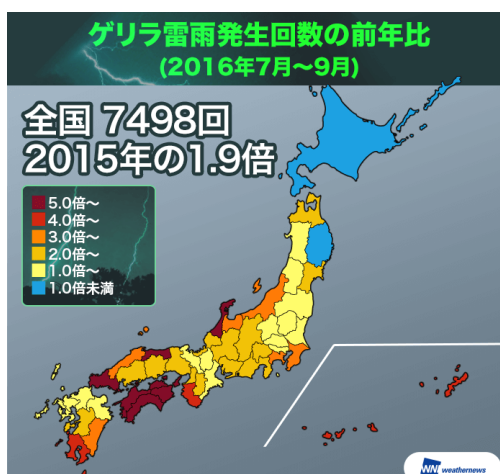 ゲリラ雷雨発生回数の前年比
(2016年7月〜9月)
全国 7498回
2015年の1.9倍
5.0倍〜
4.0倍〜
3.0倍〜
2.0倍〜
1.0倍〜
1.0倍未満
WN weathernews